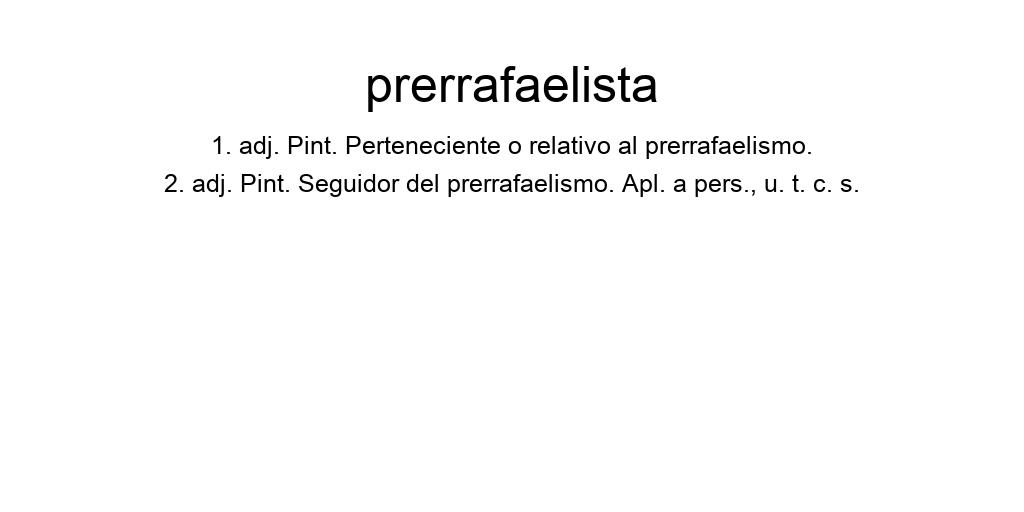 prerrafaelista
1. adj. Pint. Perteneciente o relativo al prerrafaelismo.
2. adj. Pint. Seguidor del prerrafaelismo. Apl. a pers., u. t. c. s.